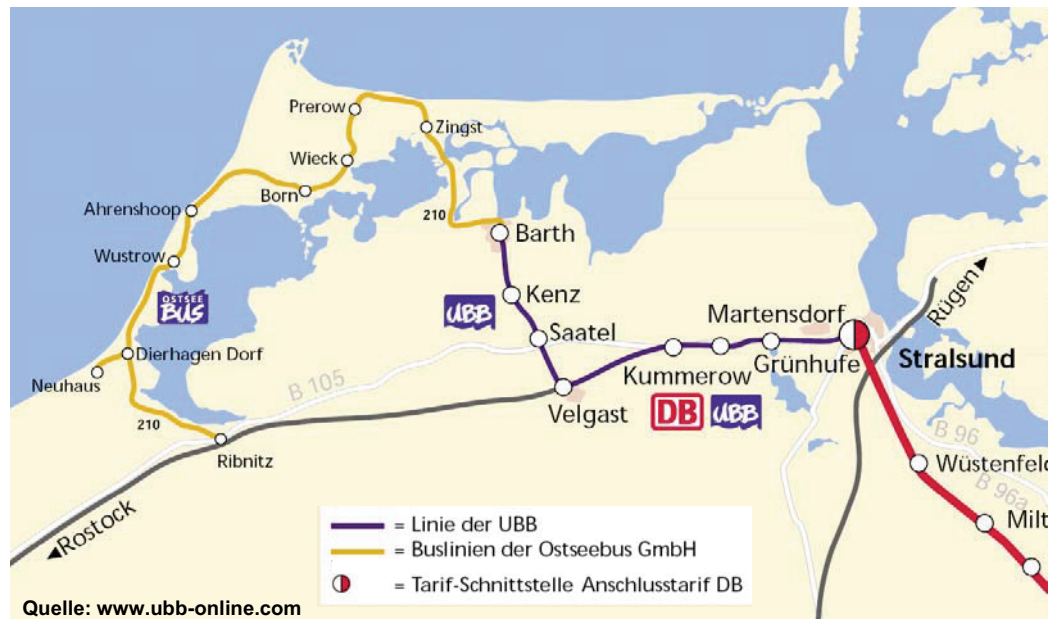 Prerow
Zingst
Wieck
Born
Ahrenshoop
210
Barth
Wustrow
OSTSEE
BUS
Kenz
UBB
Saatel
Martensdorf
Rügen
Dierhagen Dorf
Neuhaus
B 105
Kummerow
Grünhufe
Stralsund
Velgast
DB UBB
210
Ribnitz
B 96
Wüstenfeld
B 96a
Milt
Rostock
= Linie der UBB
= Buslinien der Ostseebus GmbH
= Tarif-Schnittstelle Anschlusstarif DB
Quelle: www.ubb-online.com